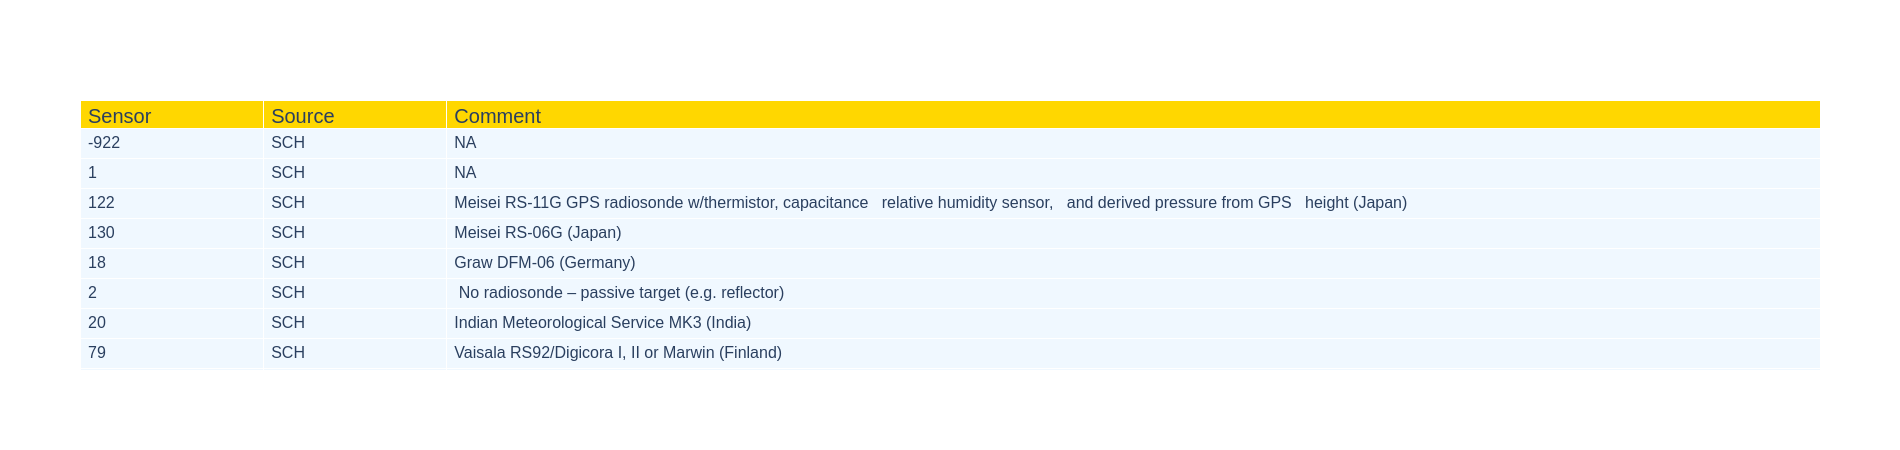 Sensor Source Comment
-922 SCH NA
1 SCH NA
122 SCH Meisei RS-11G GPS radiosonde w/thermistor, capacitance   relative humidity sensor,   and derived pressure from GPS   height (Japan)
130 SCH Meisei RS-06G (Japan)
18 SCH Graw DFM-06 (Germany)
2 SCH No radiosonde – passive target (e.g. reflector)
20 SCH Indian Meteorological Service MK3 (India)
79 SCH Vaisala RS92/Digicora I, II or Marwin (Finland)